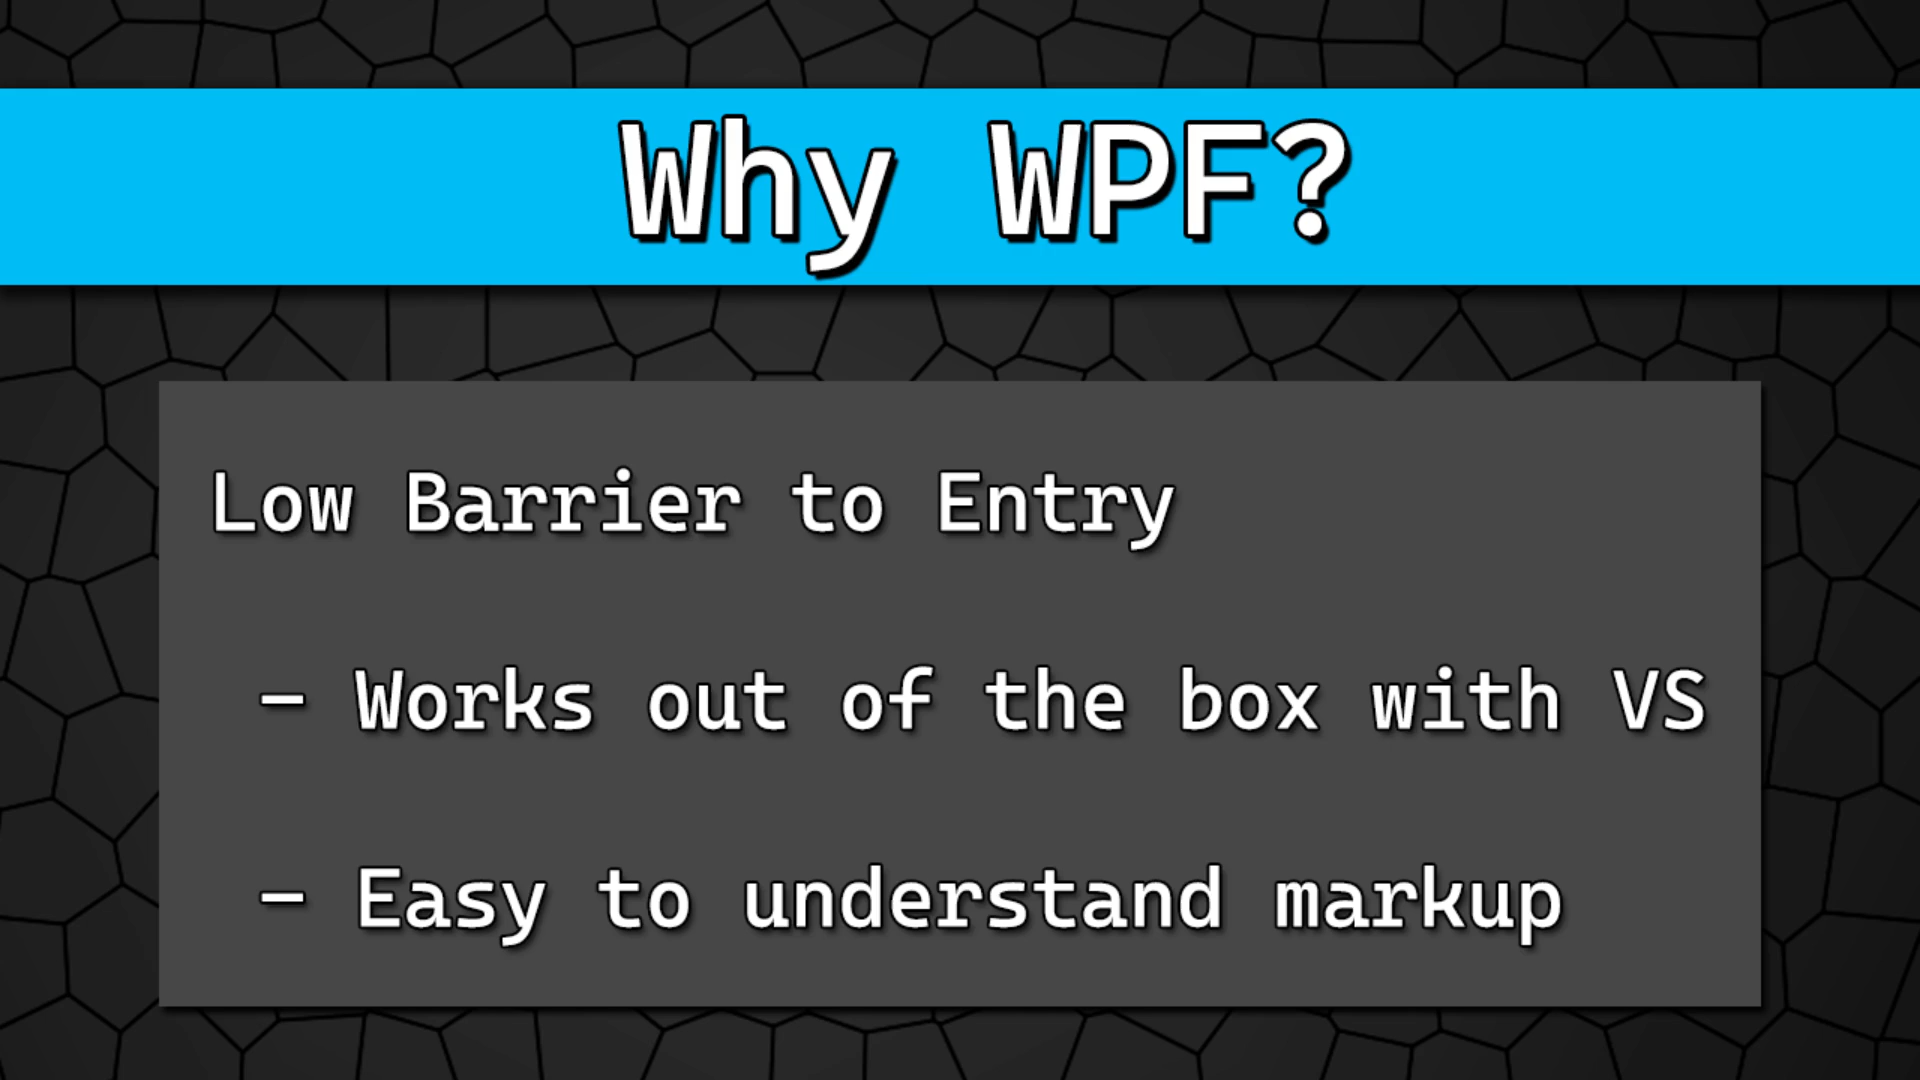 Why WPF?
Low Barrier to Entry
- Works out of the box with VS
- Easy to understand markup